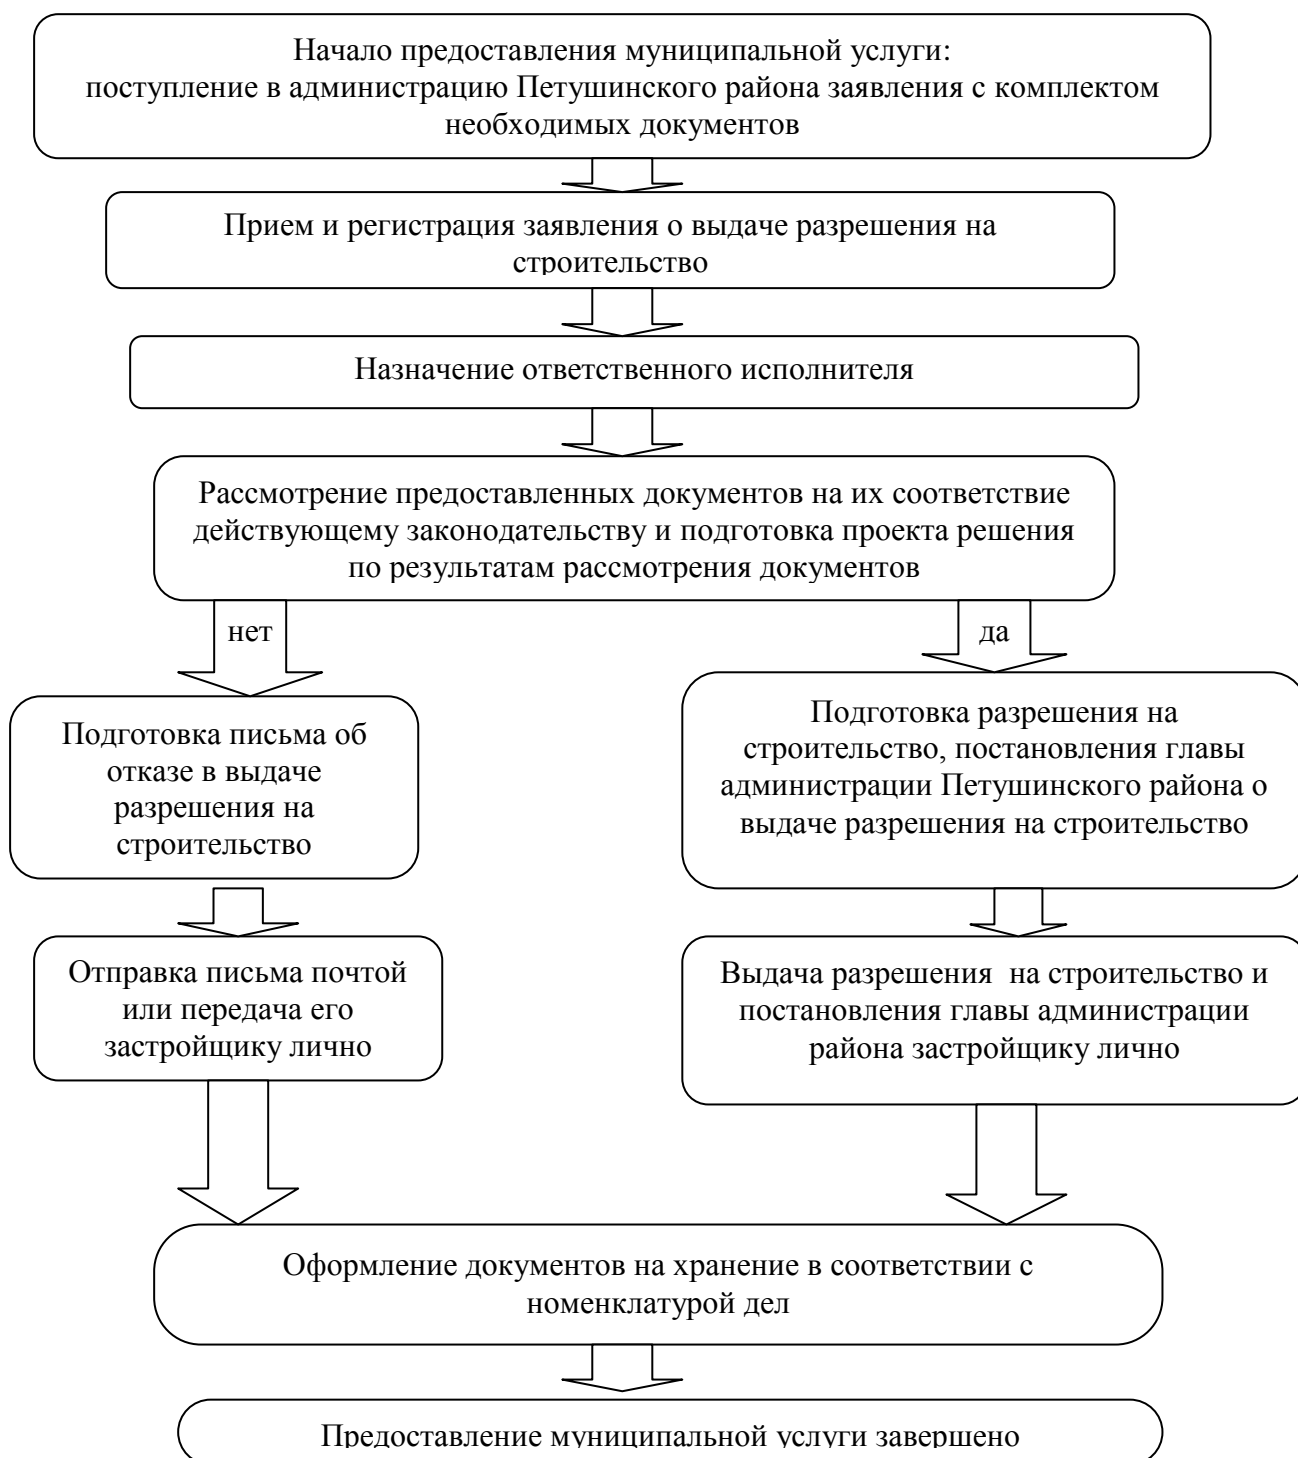 Начало предоставления муниципальной услуги:
поступление в администрацию Петушинского района заявления с комплектом
необходимых документов
Прием и регистрация заявления о выдаче разрешения на
строительство
Назначение ответственного исполнителя
Рассмотрение предоставленных документов на их соответствие
действующему законодательству и подготовка проекта решения
по результатам рассмотрения документов
нет
да
Подготовка письма об
отказе в выдаче
разрешения на
строительство
Подготовка разрешения на
строительство, постановления главы
администрации Петушинского района о
выдаче разрешения на строительство
Отправка письма почтой
или передача его
застройщику лично
Выдача разрешения на строительство и
постановления главы администрации
района застройщику лично
Оформление документов на хранение в соответствии с
номенклатурой дел
Предоставление муниципальной услуги завершено